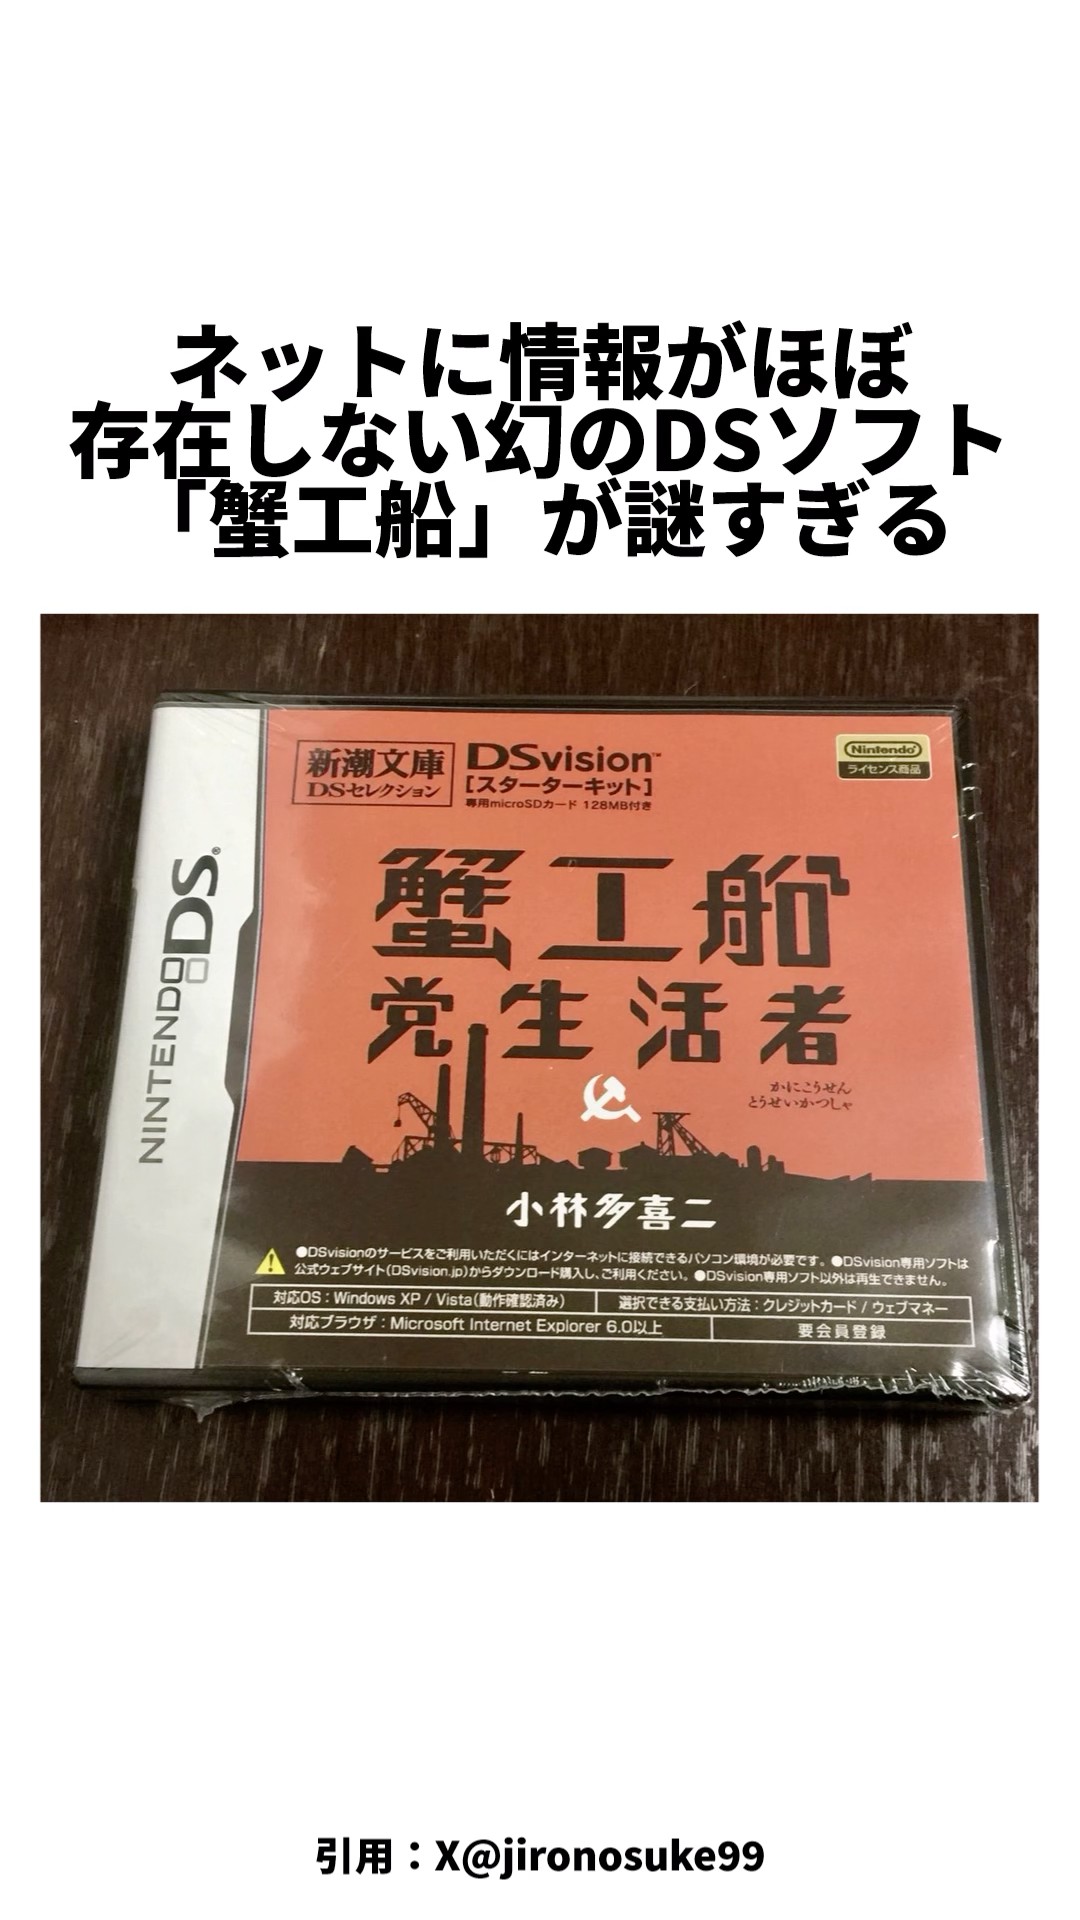 ネットに情報がほぼ
存在しない幻のDSソフト
「蟹工船」が謎すぎる
新潮文庫
DSセレクション
DSvision™
[スターターキット]
専用microSDカード 128MB付き
Nintendo
ライセンス商品
NINTENDO DS®
蟹工船
党生活者
かにこうせん
とうせいかつしゃ
小林多喜二
●DSvisionのサービスをご利用いただくにはインターネットに接続できるパソコン環境が必要です。●DSvision専用ソフトは
公式ウェブサイト(DSvision.jp)からダウンロード購入し、ご利用ください。●DSvision専用ソフト以外は再生できません。
対応OS：Windows XP / Vista(動作確認済み)
選択できる支払い方法：クレジットカード / ウェブマネー
対応ブラウザ：Microsoft Internet Explorer 6.0以上
要会員登録
引用：X@jironosuke99